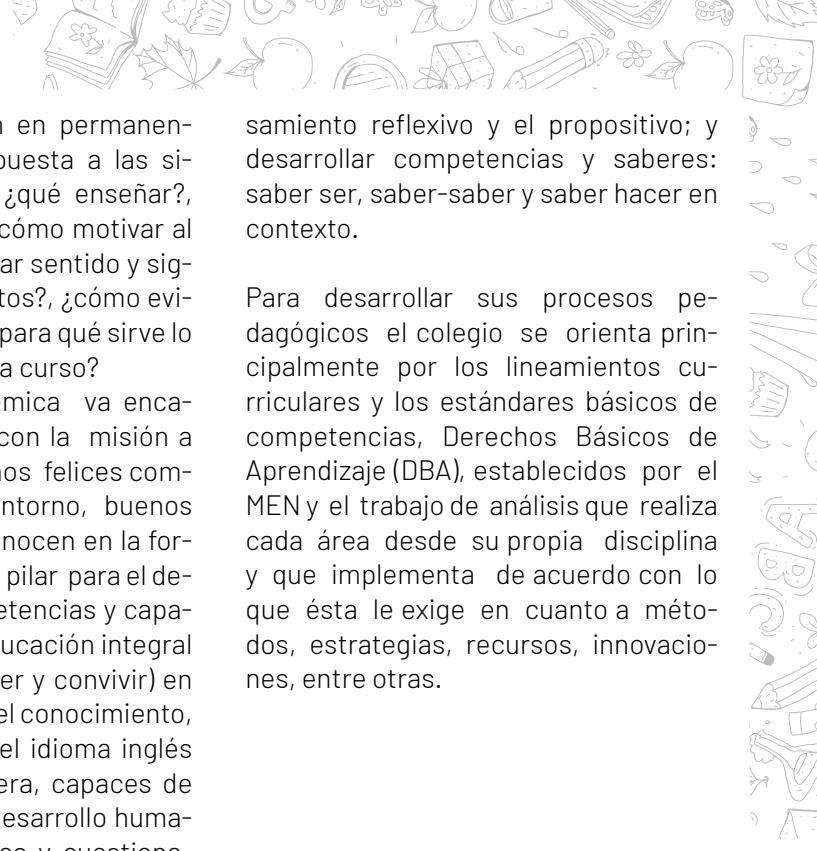 en permanen-
puesta a las si-
¿qué enseñar?,
cómo motivar al
ar sentido y sig-
tos?, ¿cómo evi-
para qué sirve lo
a curso?
émica va enca-
con la misión a
nos felices com-
ntorno, buenos
nocen en la for-
pilar para el de-
etencias y capa-
ucación integral
er y convivir) en
el conocimiento,
el idioma inglés
era, capaces de
esarrollo huma-
samiento reflexivo y el propositivo; y
desarrollar competencias y saberes:
saber ser, saber-saber y saber hacer en
contexto.
Para desarrollar sus procesos pe-
dagógicos el colegio se orienta prin-
cipalmente por los lineamientos cu-
rriculares y los estándares básicos de
competencias, Derechos Básicos de
Aprendizaje (DBA), establecidos por el
MEN y el trabajo de análisis que realiza
cada área desde su propia disciplina
y que implementa de acuerdo con lo
que ésta le exige en cuanto a méto-
dos, estrategias, recursos, innovacio-
nes, entre otras.